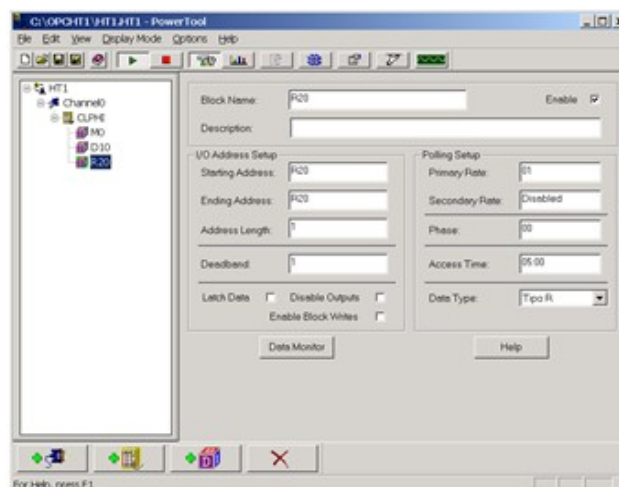 C:\OPCHT1\HT1.HT1 - PowerTool
File Edit View Display Mode Options Help
HT1
Channel0
CLPHI
M0
D10
R20
Block Name: R20 Enable
Description:
I/O Address Setup
Starting Address: R20
Ending Address: R20
Address Length: 1
Deadband: 1
Latch Data Disable Outputs
Enable Block Writes
Polling Setup
Primary Rate: 01
Secondary Rate: Disabled
Phase: 00
Access Time: 05:00
Data Type: Tipo R
Data Monitor Help
For Help, press F1